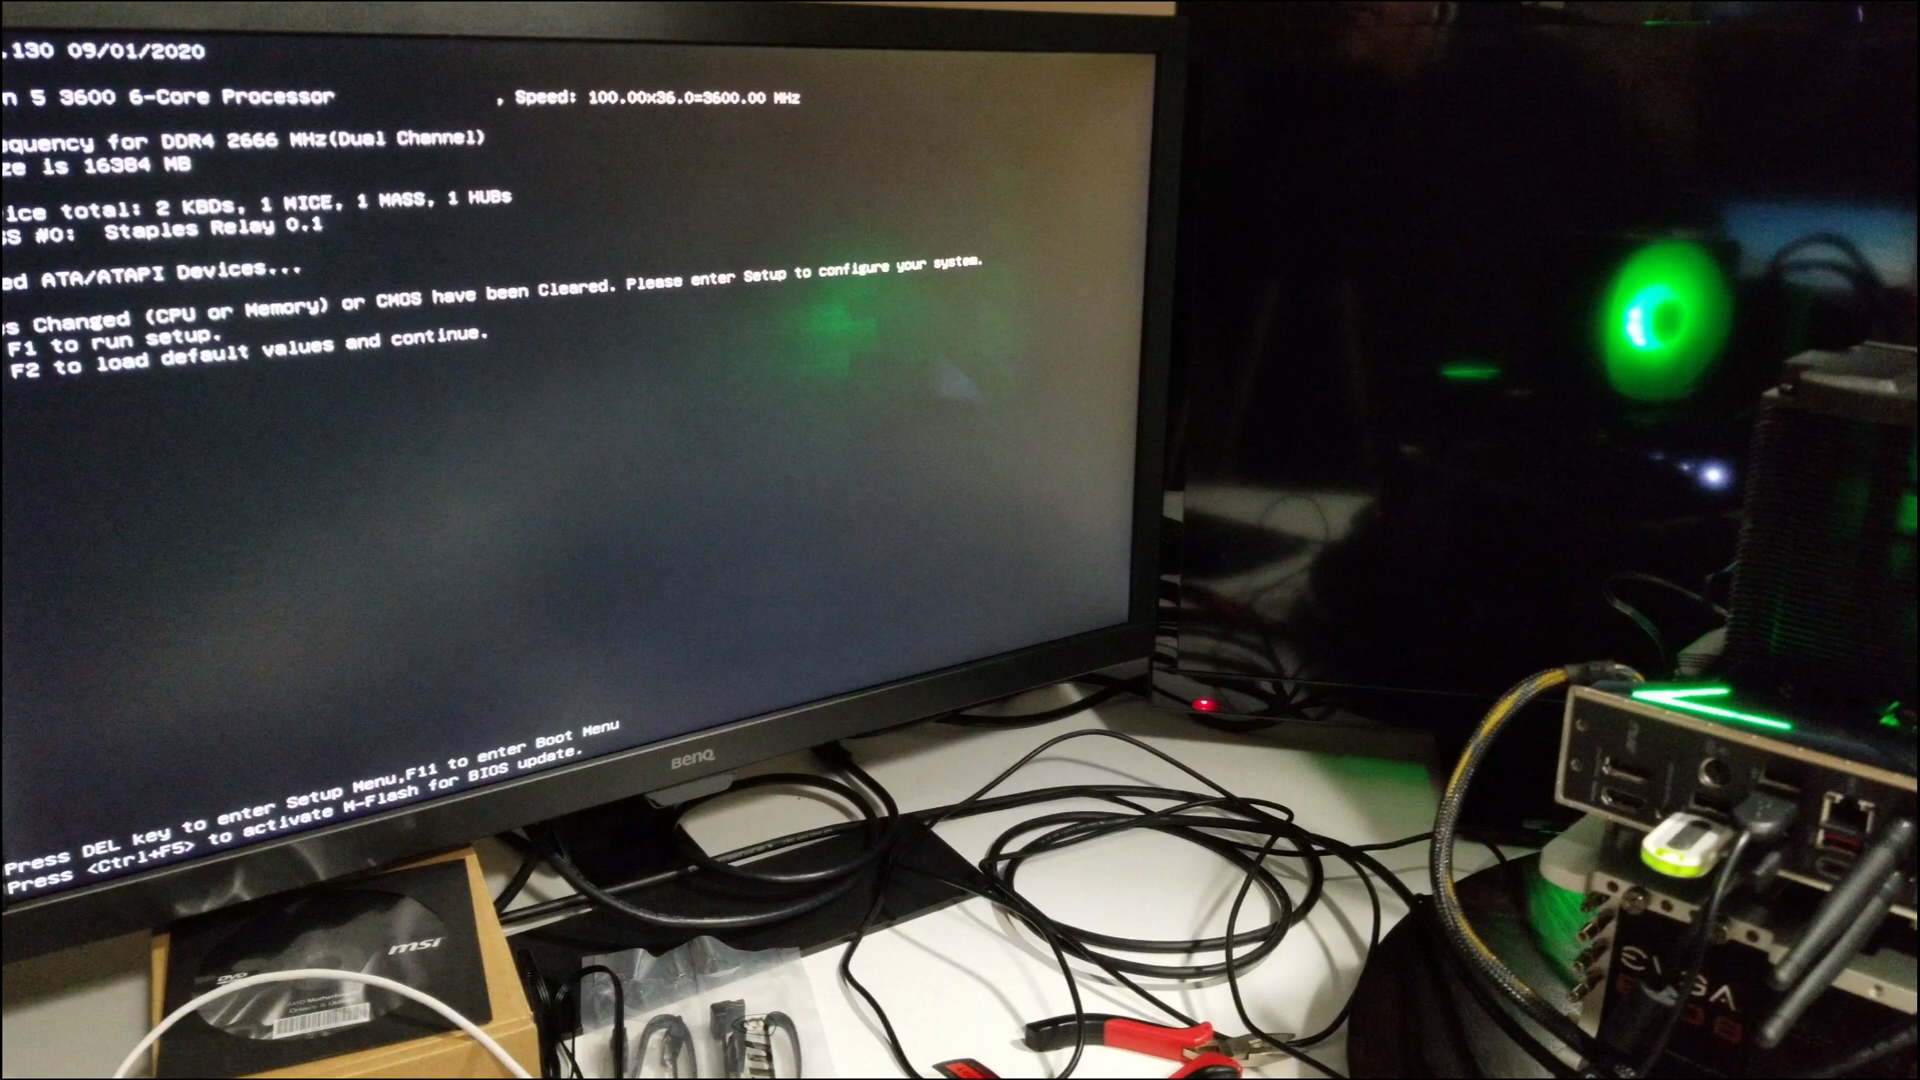 .130 09/01/2020
n 5 3600 6-Core Processor , Speed: 100.00x36.0=3600.00 MHz
equency for DDR4 2666 MHz(Dual Channel)
ze is 16384 MB
ice total: 2 KBDs, 1 MICE, 1 MASS, 1 HUBs
SS #0: Staples Relay 0.1
ed ATA/ATAPI Devices...
s Changed (CPU or Memory) or CMOS have been Cleared. Please enter Setup to configure your system.
F1 to run setup.
F2 to load default values and continue.
Press DEL key to enter Setup Menu,F11 to enter Boot Menu
Press <Ctrl+F5> to activate M-Flash for BIOS update.
BenQ
msi
DVD
EVGA